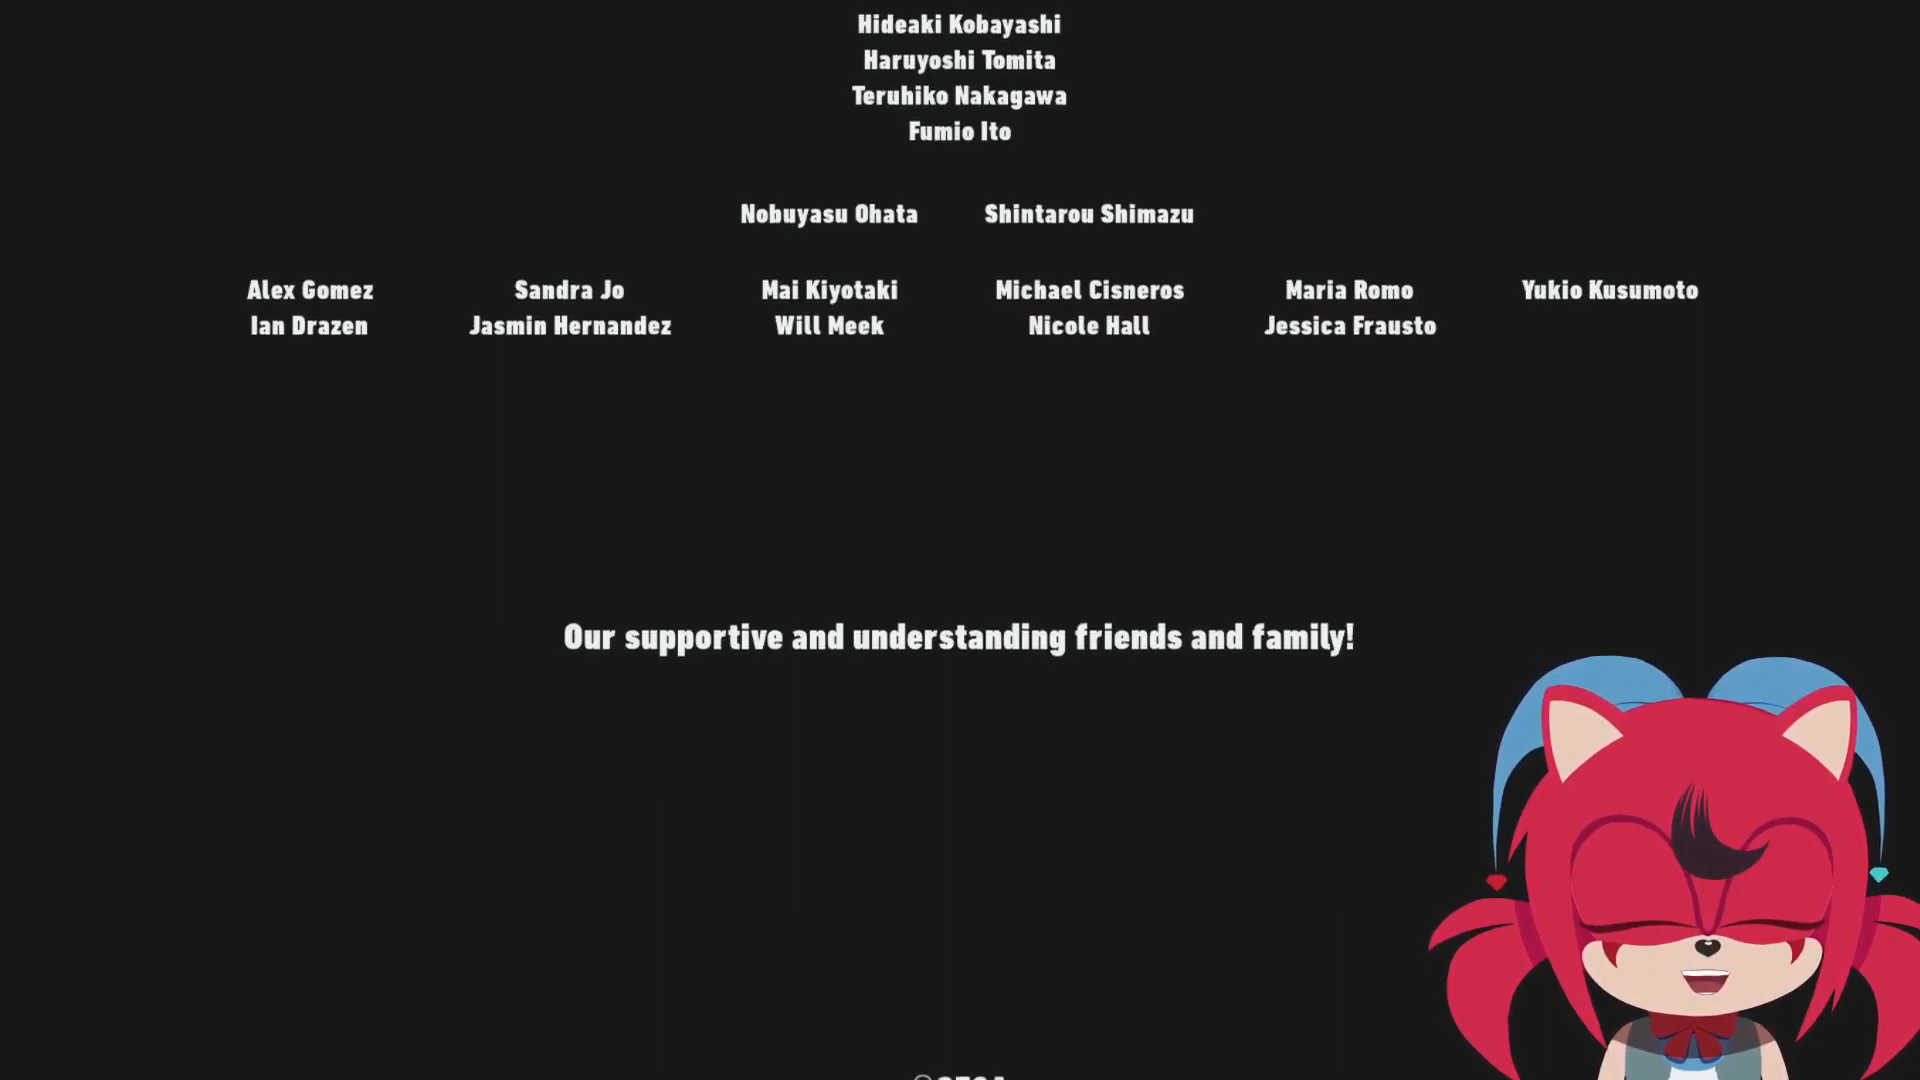 Hideaki Kobayashi
Haruyoshi Tomita
Teruhiko Nakagawa
Fumio Ito
Nobuyasu Ohata Shintarou Shimazu
Alex Gomez Sandra Jo Mai Kiyotaki Michael Cisneros Maria Romo Yukio Kusumoto
Ian Drazen Jasmin Hernandez Will Meek Nicole Hall Jessica Frausto
Our supportive and understanding friends and family!